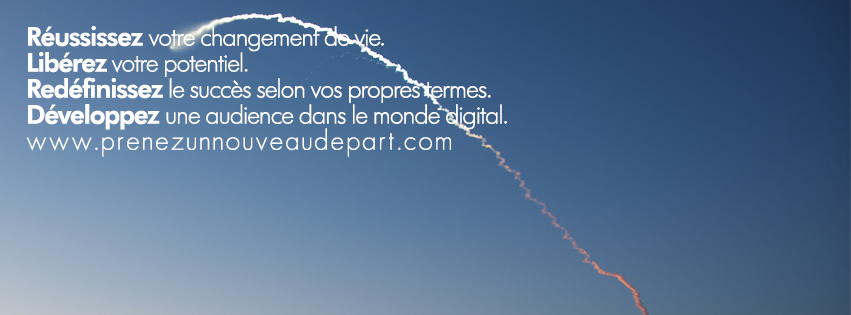 Réussissez votre changement de vie.
Libérez votre potentiel.
Redéfinissez le succès selon vos propres termes.
Développez une audience dans le monde digital.
www.prenezunnouveaudepart.com